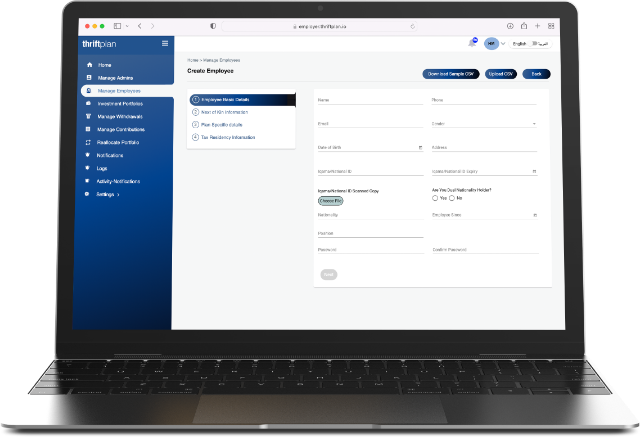 employer.thriftplan.io
thriftplan
HM
English
العربية
Home
Manage Admins
Manage Employees
Investment Portfolios
Manage Withdrawals
Manage Contributions
Reallocate Portfolio
Notifications
Logs
Activity-Notifications
Settings
Home > Manage Employees
Create Employee
Download Sample CSV
Upload CSV
Back
1 Employee Basic Details
2 Next of Kin Information
3 Plan Specific details
4 Tax Residency Information
Name
Phone
Email
Gender
Date of Birth
Address
Iqama/National ID
Iqama/National ID Expiry
Iqama/National ID Scanned Copy
Choose File
Are You Dual Nationality Holder?
Yes
No
Nationality
Employee Since
Position
Password
Confirm Password